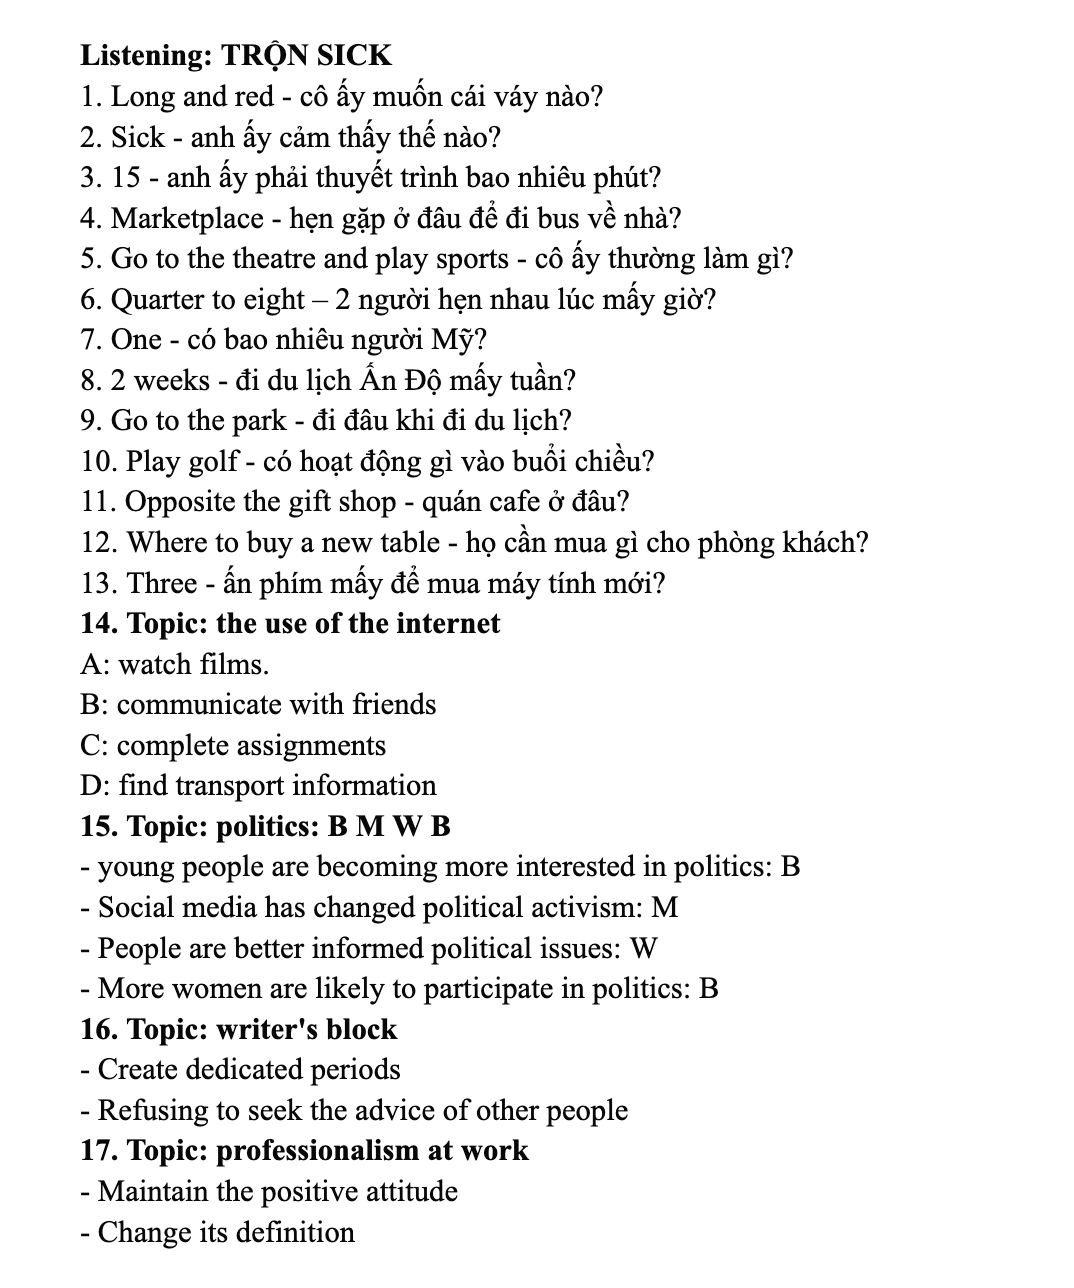 Listening: TRỘN SICK
1. Long and red - cô ấy muốn cái váy nào?
2. Sick - anh ấy cảm thấy thế nào?
3. 15 - anh ấy phải thuyết trình bao nhiêu phút?
4. Marketplace - hẹn gặp ở đâu để đi bus về nhà?
5. Go to the theatre and play sports - cô ấy thường làm gì?
6. Quarter to eight – 2 người hẹn nhau lúc mấy giờ?
7. One - có bao nhiêu người Mỹ?
8. 2 weeks - đi du lịch Ấn Độ mấy tuần?
9. Go to the park - đi đâu khi đi du lịch?
10. Play golf - có hoạt động gì vào buổi chiều?
11. Opposite the gift shop - quán cafe ở đâu?
12. Where to buy a new table - họ cần mua gì cho phòng khách?
13. Three - ấn phím mấy để mua máy tính mới?
14. Topic: the use of the internet
A: watch films.
B: communicate with friends
C: complete assignments
D: find transport information
15. Topic: politics: B M W B
- young people are becoming more interested in politics: B
- Social media has changed political activism: M
- People are better informed political issues: W
- More women are likely to participate in politics: B
16. Topic: writer's block
- Create dedicated periods
- Refusing to seek the advice of other people
17. Topic: professionalism at work
- Maintain the positive attitude
- Change its definition